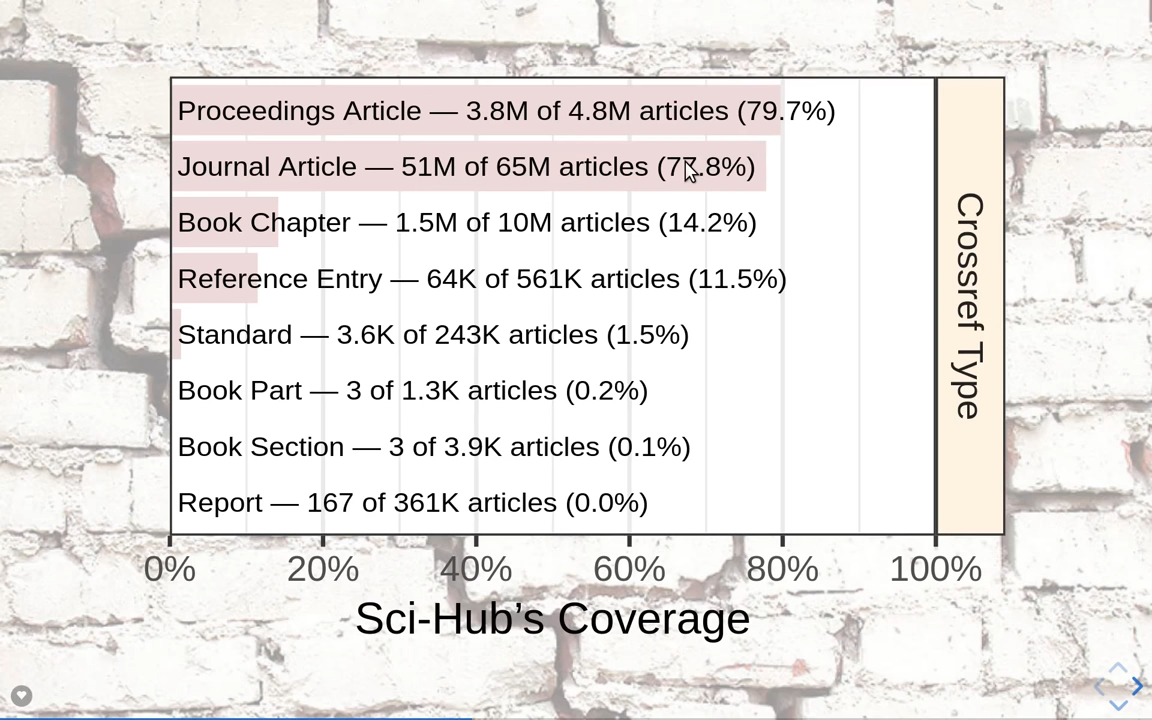 Proceedings Article — 3.8M of 4.8M articles (79.7%)
Journal Article — 51M of 65M articles (77.8%)
Book Chapter — 1.5M of 10M articles (14.2%)
Reference Entry — 64K of 561K articles (11.5%)
Standard — 3.6K of 243K articles (1.5%)
Book Part — 3 of 1.3K articles (0.2%)
Book Section — 3 of 3.9K articles (0.1%)
Report — 167 of 361K articles (0.0%)
Crossref Type
0% 20% 40% 60% 80% 100%
Sci-Hub’s Coverage